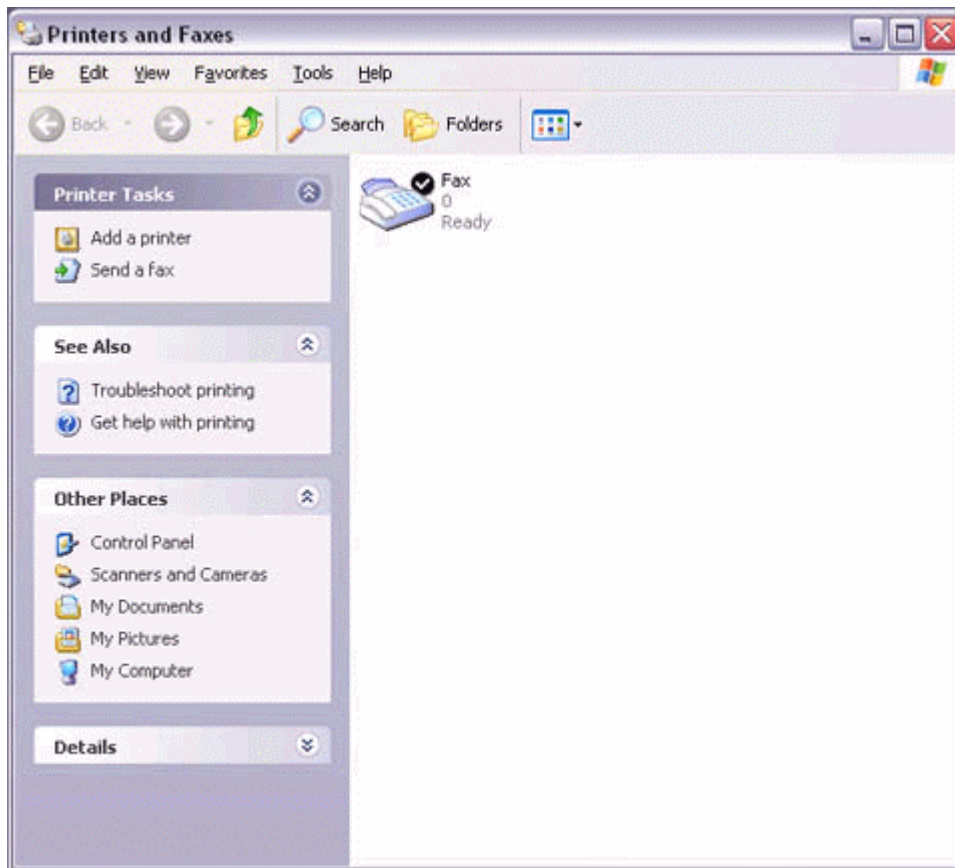 Printers and Faxes
File Edit View Favorites Tools Help
Back Search Folders
Printer Tasks
Add a printer
Send a fax
See Also
Troubleshoot printing
Get help with printing
Other Places
Control Panel
Scanners and Cameras
My Documents
My Pictures
My Computer
Details
Fax
0
Ready